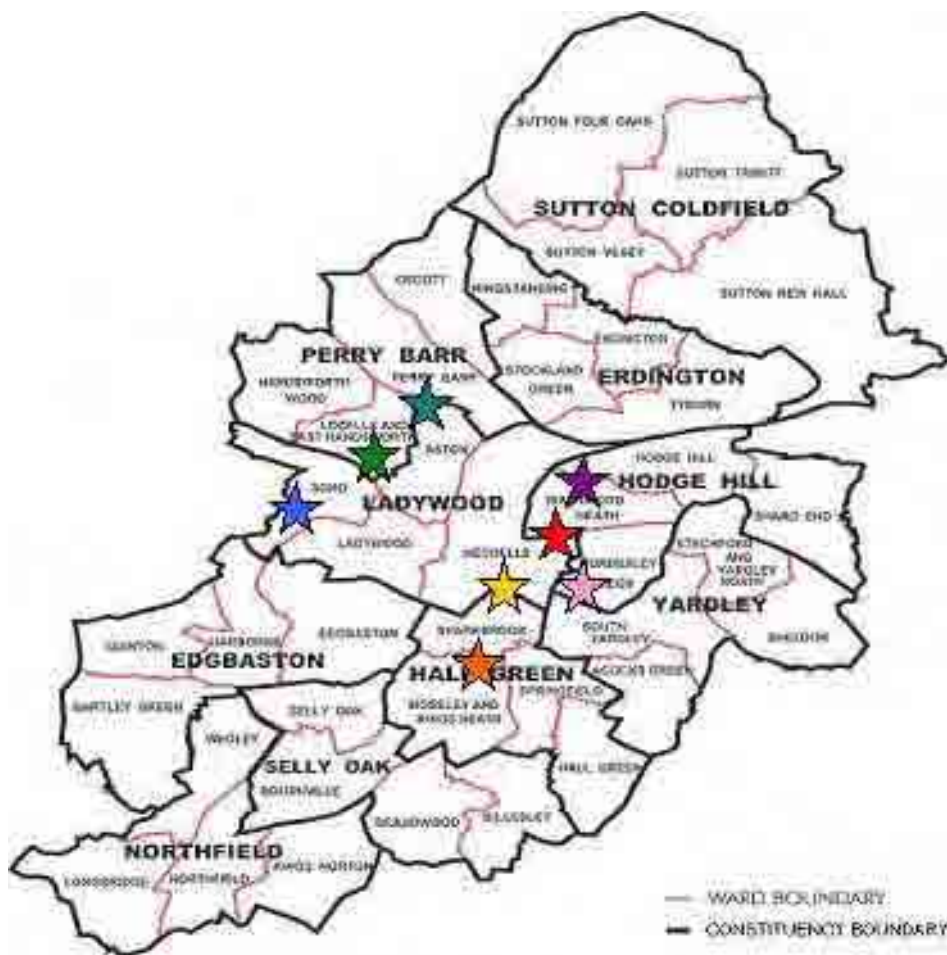 SUTTON FOUR OAKS
SUTTON TRINITY
SUTTON COLDFIELD
SUTTON VESEY
OSCOTT
KINGSTANDING
SUTTON NEW HALL
PERRY BARR
PERRY BARR
ERDINGTON
STOCKLAND
GREEN
ERDINGTON
HANDSWORTH
WOOD
TYBURN
LOZELLS AND
EAST HANDSWORTH
ASTON
HODGE HILL
HODGE HILL
SOHO
LADYWOOD
HEATH
SHARD END
LADYWOOD
NECHELLS
STECHFORD
AND
YARDLEY
NORTH
YARDLEY
SPARKBROOK
SOUTH
YARDLEY
SHELDON
EDGBASTON
QUINTON
HARBORNE
EDGBASTON
ACOCKS GREEN
HALL GREEN
SPRINGFIELD
BARTLEY GREEN
SELLY OAK
MOSELEY AND
KINGS HEATH
WEOLEY
SELLY OAK
HALL GREEN
BOURNVILLE
BRANDWOOD
BILLESLEY
NORTHFIELD
LONGBRIDGE
NORTHFIELD
KINGS NORTON
WARD BOUNDARY
CONSTITUENCY BOUNDARY